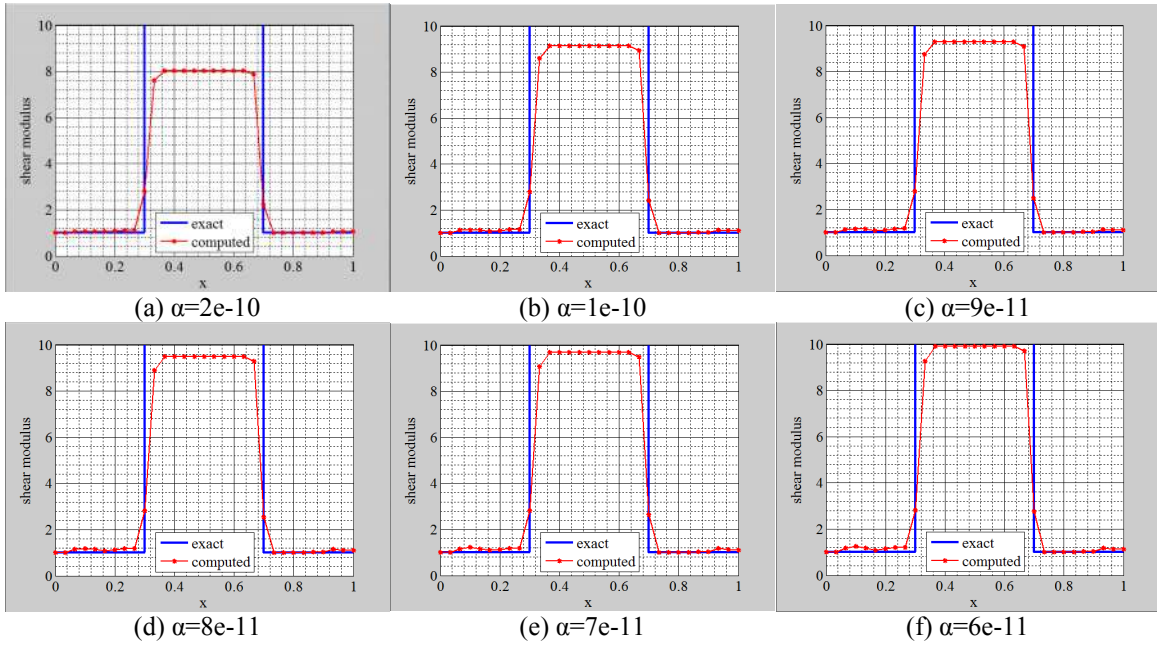 10
8
6
4
2
0
shear modulus
exact
computed
0 0.2 0.4 0.6 0.8 1
x
(a) α=2e-10
10
8
6
4
2
0
shear modulus
exact
computed
0 0.2 0.4 0.6 0.8 1
x
(b) α=1e-10
10
8
6
4
2
0
shear modulus
exact
computed
0 0.2 0.4 0.6 0.8 1
x
(c) α=9e-11
10
8
6
4
2
0
shear modulus
exact
computed
0 0.2 0.4 0.6 0.8 1
x
(d) α=8e-11
10
8
6
4
2
0
shear modulus
exact
computed
0 0.2 0.4 0.6 0.8 1
x
(e) α=7e-11
10
8
6
4
2
0
shear modulus
exact
computed
0 0.2 0.4 0.6 0.8 1
x
(f) α=6e-11